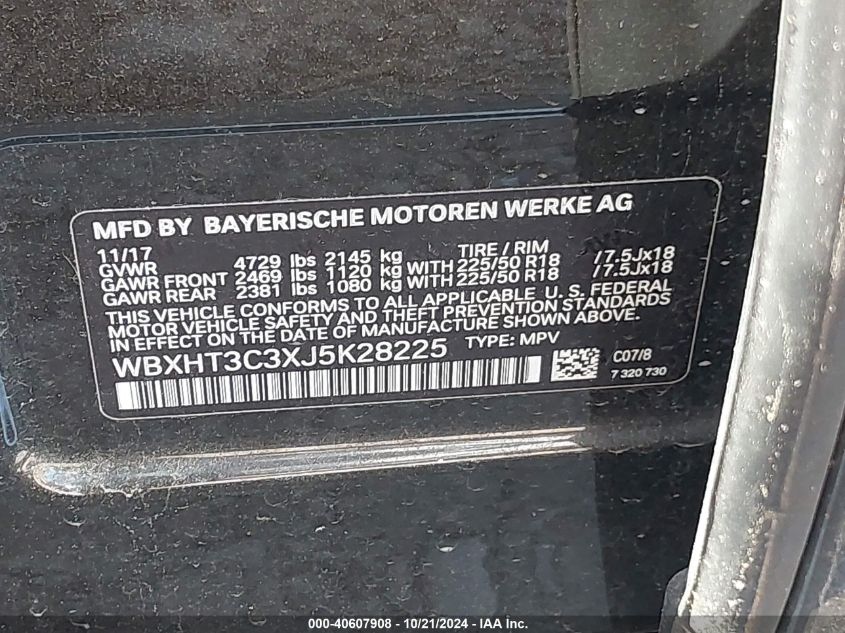 MFD BY BAYERISCHE MOTOREN WERKE AG
11/17 TIRE / RIM
GVWR 4729 lbs 2145 kg
GAWR FRONT 2469 lbs 1120 kg WITH 225/50 R18 /7.5Jx18
GAWR REAR 2381 lbs 1080 kg WITH 225/50 R18 /7.5Jx18
THIS VEHICLE CONFORMS TO ALL APPLICABLE U. S. FEDERAL
MOTOR VEHICLE SAFETY AND THEFT PREVENTION STANDARDS
IN EFFECT ON THE DATE OF MANUFACTURE SHOWN ABOVE.
WBXHT3C3XJ5K28225 TYPE: MPV
C07/8
7 320 730
000-40607908 - 10/21/2024 - IAA Inc.